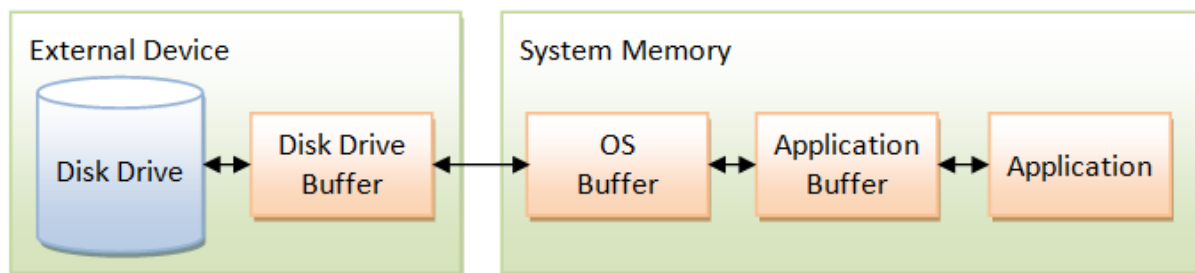 External Device
Disk Drive
Disk Drive
Buffer
System Memory
OS
Buffer
Application
Buffer
Application